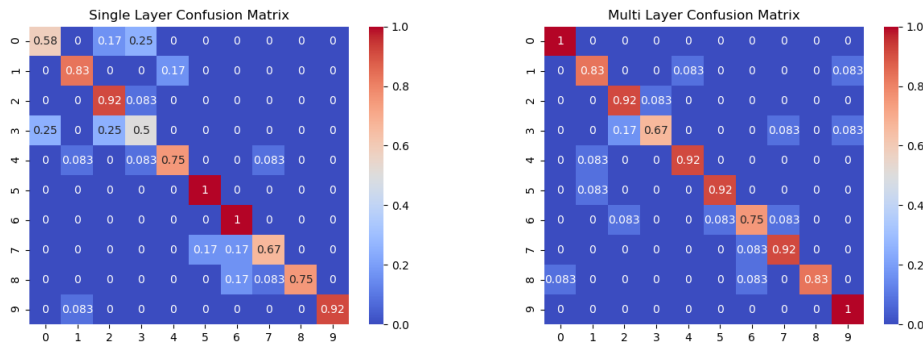 Single Layer Confusion Matrix Multi Layer Confusion Matrix
0 0.58 0 0.17 0.25 0 0 0 0 0 0 1.0 0 1 0 0 0 0 0 0 0 0 0 1.0
1 0 0.83 0 0 0.17 0 0 0 0 0 1 0 0.83 0 0 0.083 0 0 0 0 0.083
2 0 0 0.92 0.083 0 0 0 0 0 0 0.8 2 0 0 0.92 0.083 0 0 0 0 0 0 0.8
3 0.25 0 0.25 0.5 0 0 0 0 0 0 3 0 0 0.17 0.67 0 0 0 0.083 0 0.083
4 0 0.083 0 0.083 0.75 0 0 0.083 0 0 0.6 4 0 0.083 0 0 0.92 0 0 0 0 0 0.6
5 0 0 0 0 0 1 0 0 0 0 5 0 0.083 0 0 0 0.92 0 0 0 0
6 0 0 0 0 0 0 1 0 0 0 0.4 6 0 0 0.083 0 0 0.083 0.75 0.083 0 0 0.4
7 0 0 0 0 0 0.17 0.17 0.67 0 0 7 0 0 0 0 0 0 0.083 0.92 0 0
8 0 0 0 0 0 0 0.17 0.083 0.75 0 0.2 8 0.083 0 0 0 0 0 0.083 0 0.83 0 0.2
9 0 0.083 0 0 0 0 0 0 0 0.92 9 0 0 0 0 0 0 0 0 0 1
0 1 2 3 4 5 6 7 8 9 0.0 0 1 2 3 4 5 6 7 8 9 0.0